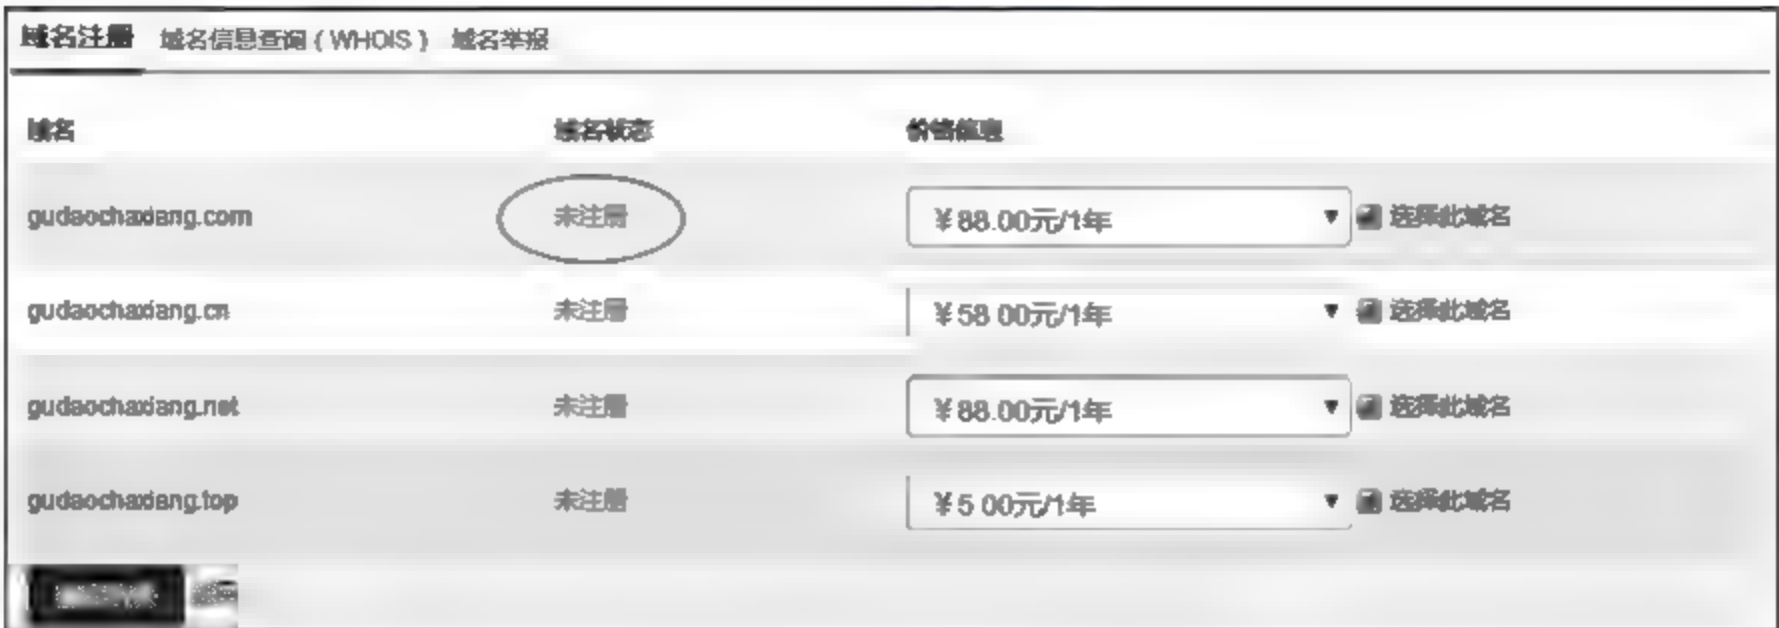 域名注册 域名信息查询（WHOIS） 域名举报
域名 域名状态 价格信息
gudaochaxiang.com 未注册 ￥88.00元/1年 选择此域名
gudaochaxiang.cn 未注册 ￥58.00元/1年 选择此域名
gudaochaxiang.net 未注册 ￥88.00元/1年 选择此域名
gudaochaxiang.top 未注册 ￥5.00元/1年 选择此域名